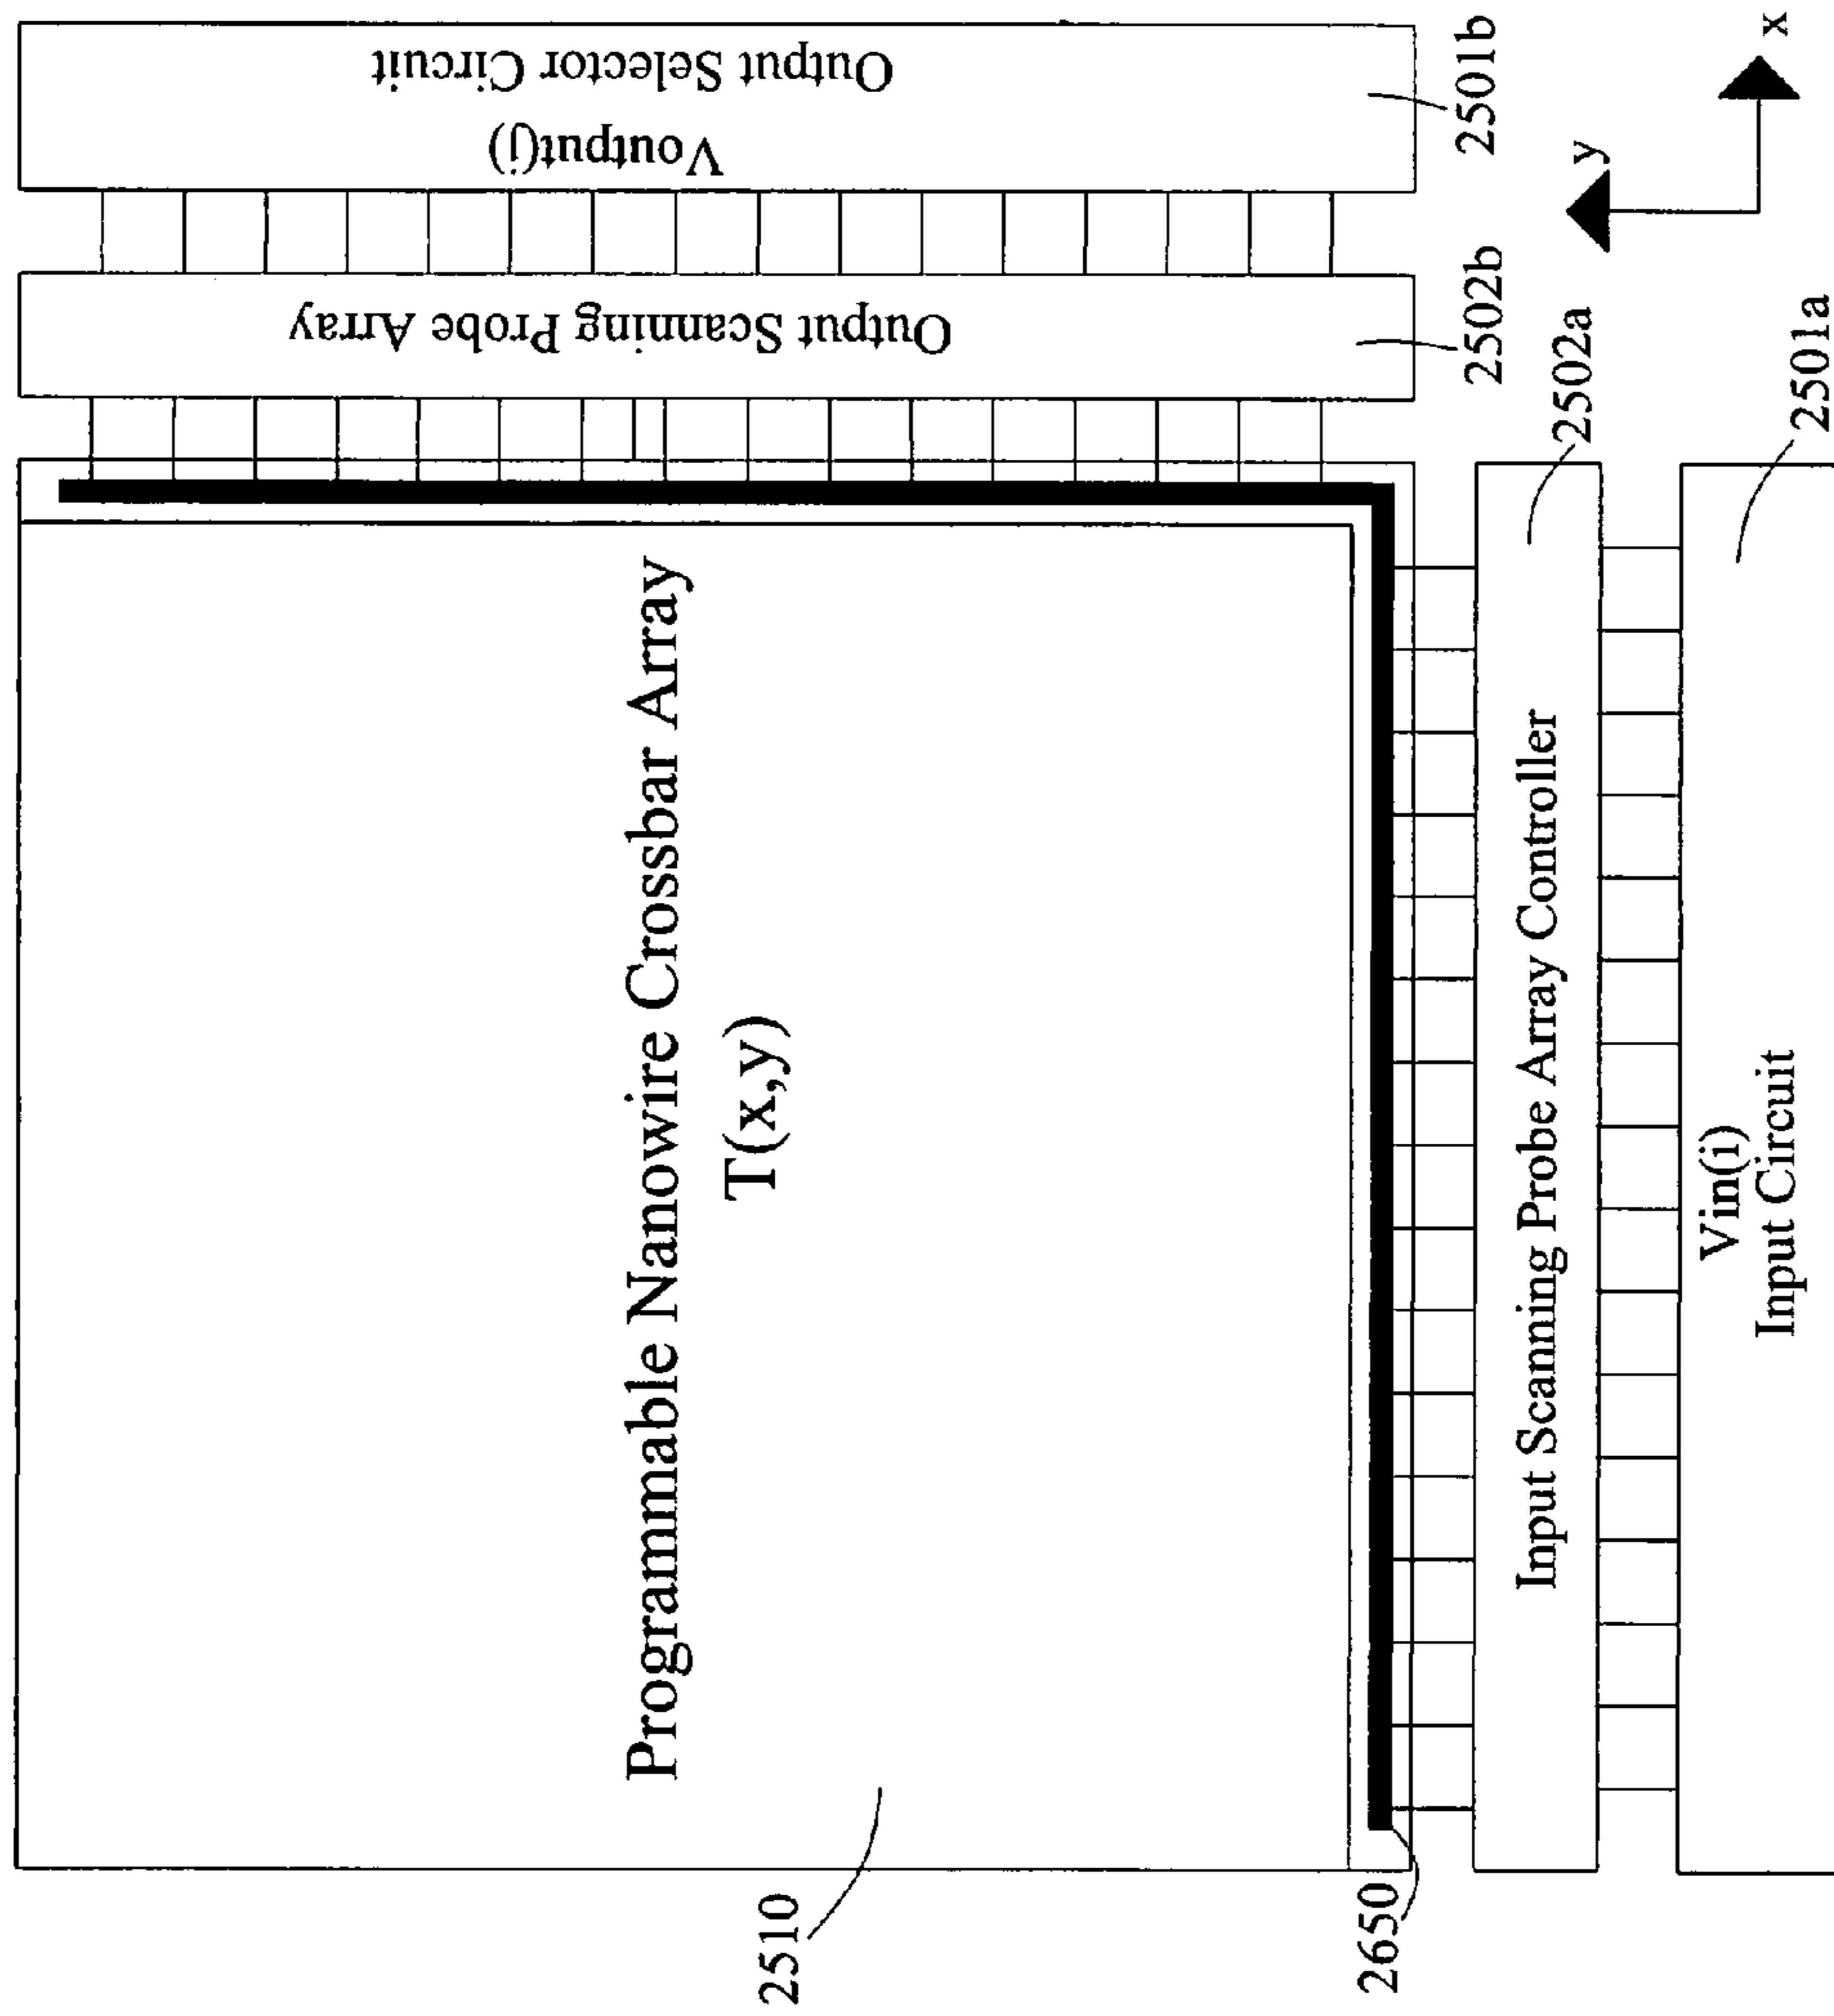 Programmable Nanowire Crossbar Array
T(x,y)
2510
2650
Input Scanning Probe Array Controller
2502a
Vin(i)
Input Circuit
2501a
Output Scanning Probe Array
2502b
Output Selector Circuit
Voutput(j)
2501b
y
x